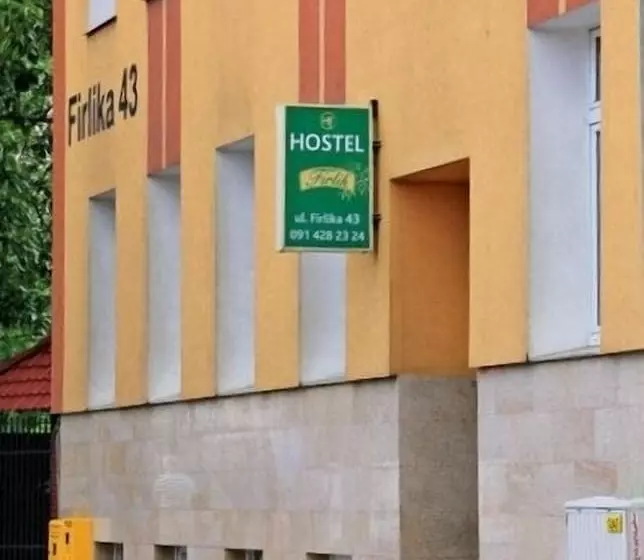 Firlika 43
HOSTEL
Firlik
ul. Firlika 43
091 428 23 24